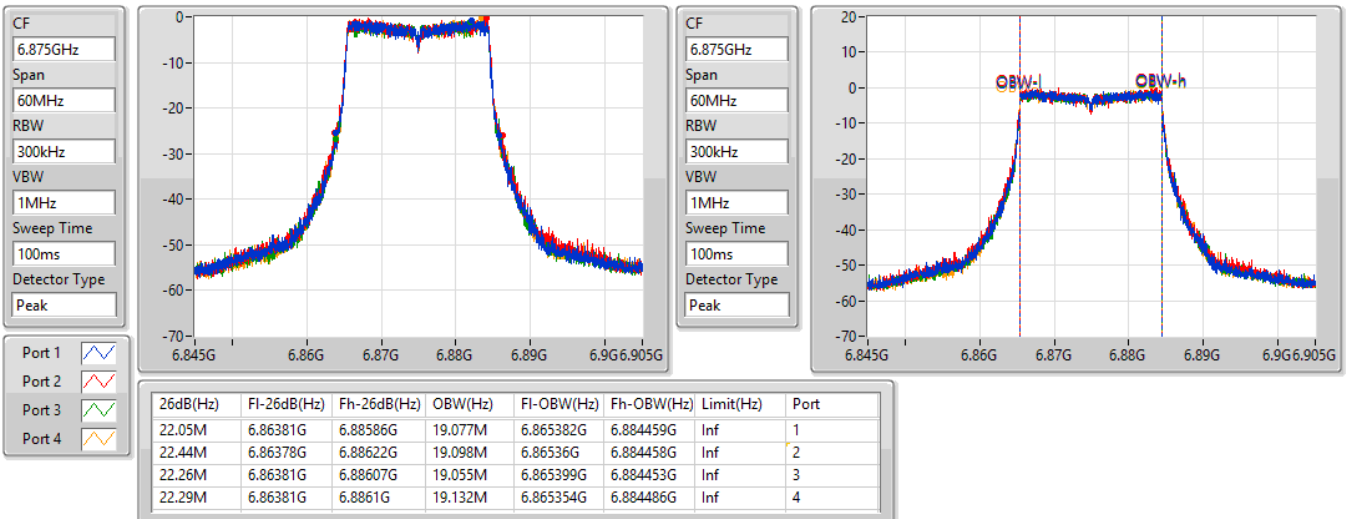 CF
6.875GHz
Span
60MHz
RBW
300kHz
VBW
1MHz
Sweep Time
100ms
Detector Type
Peak
0
-10
-20
-30
-40
-50
-60
-70
6.845G 6.86G 6.87G 6.88G 6.89G 6.9G 6.905G
CF
6.875GHz
Span
60MHz
RBW
300kHz
VBW
1MHz
Sweep Time
100ms
Detector Type
Peak
20
10
0
-10
-20
-30
-40
-50
-60
-70
OBW-l OBW-h
6.845G 6.86G 6.87G 6.88G 6.89G 6.9G 6.905G
Port 1
Port 2
Port 3
Port 4
26dB(Hz) Fl-26dB(Hz) Fh-26dB(Hz) OBW(Hz) Fl-OBW(Hz) Fh-OBW(Hz) Limit(Hz) Port
22.05M 6.86381G 6.88586G 19.077M 6.865382G 6.884459G Inf 1
22.44M 6.86378G 6.88622G 19.098M 6.86536G 6.884458G Inf 2
22.26M 6.86381G 6.88607G 19.055M 6.865399G 6.884453G Inf 3
22.29M 6.86381G 6.8861G 19.132M 6.865354G 6.884486G Inf 4